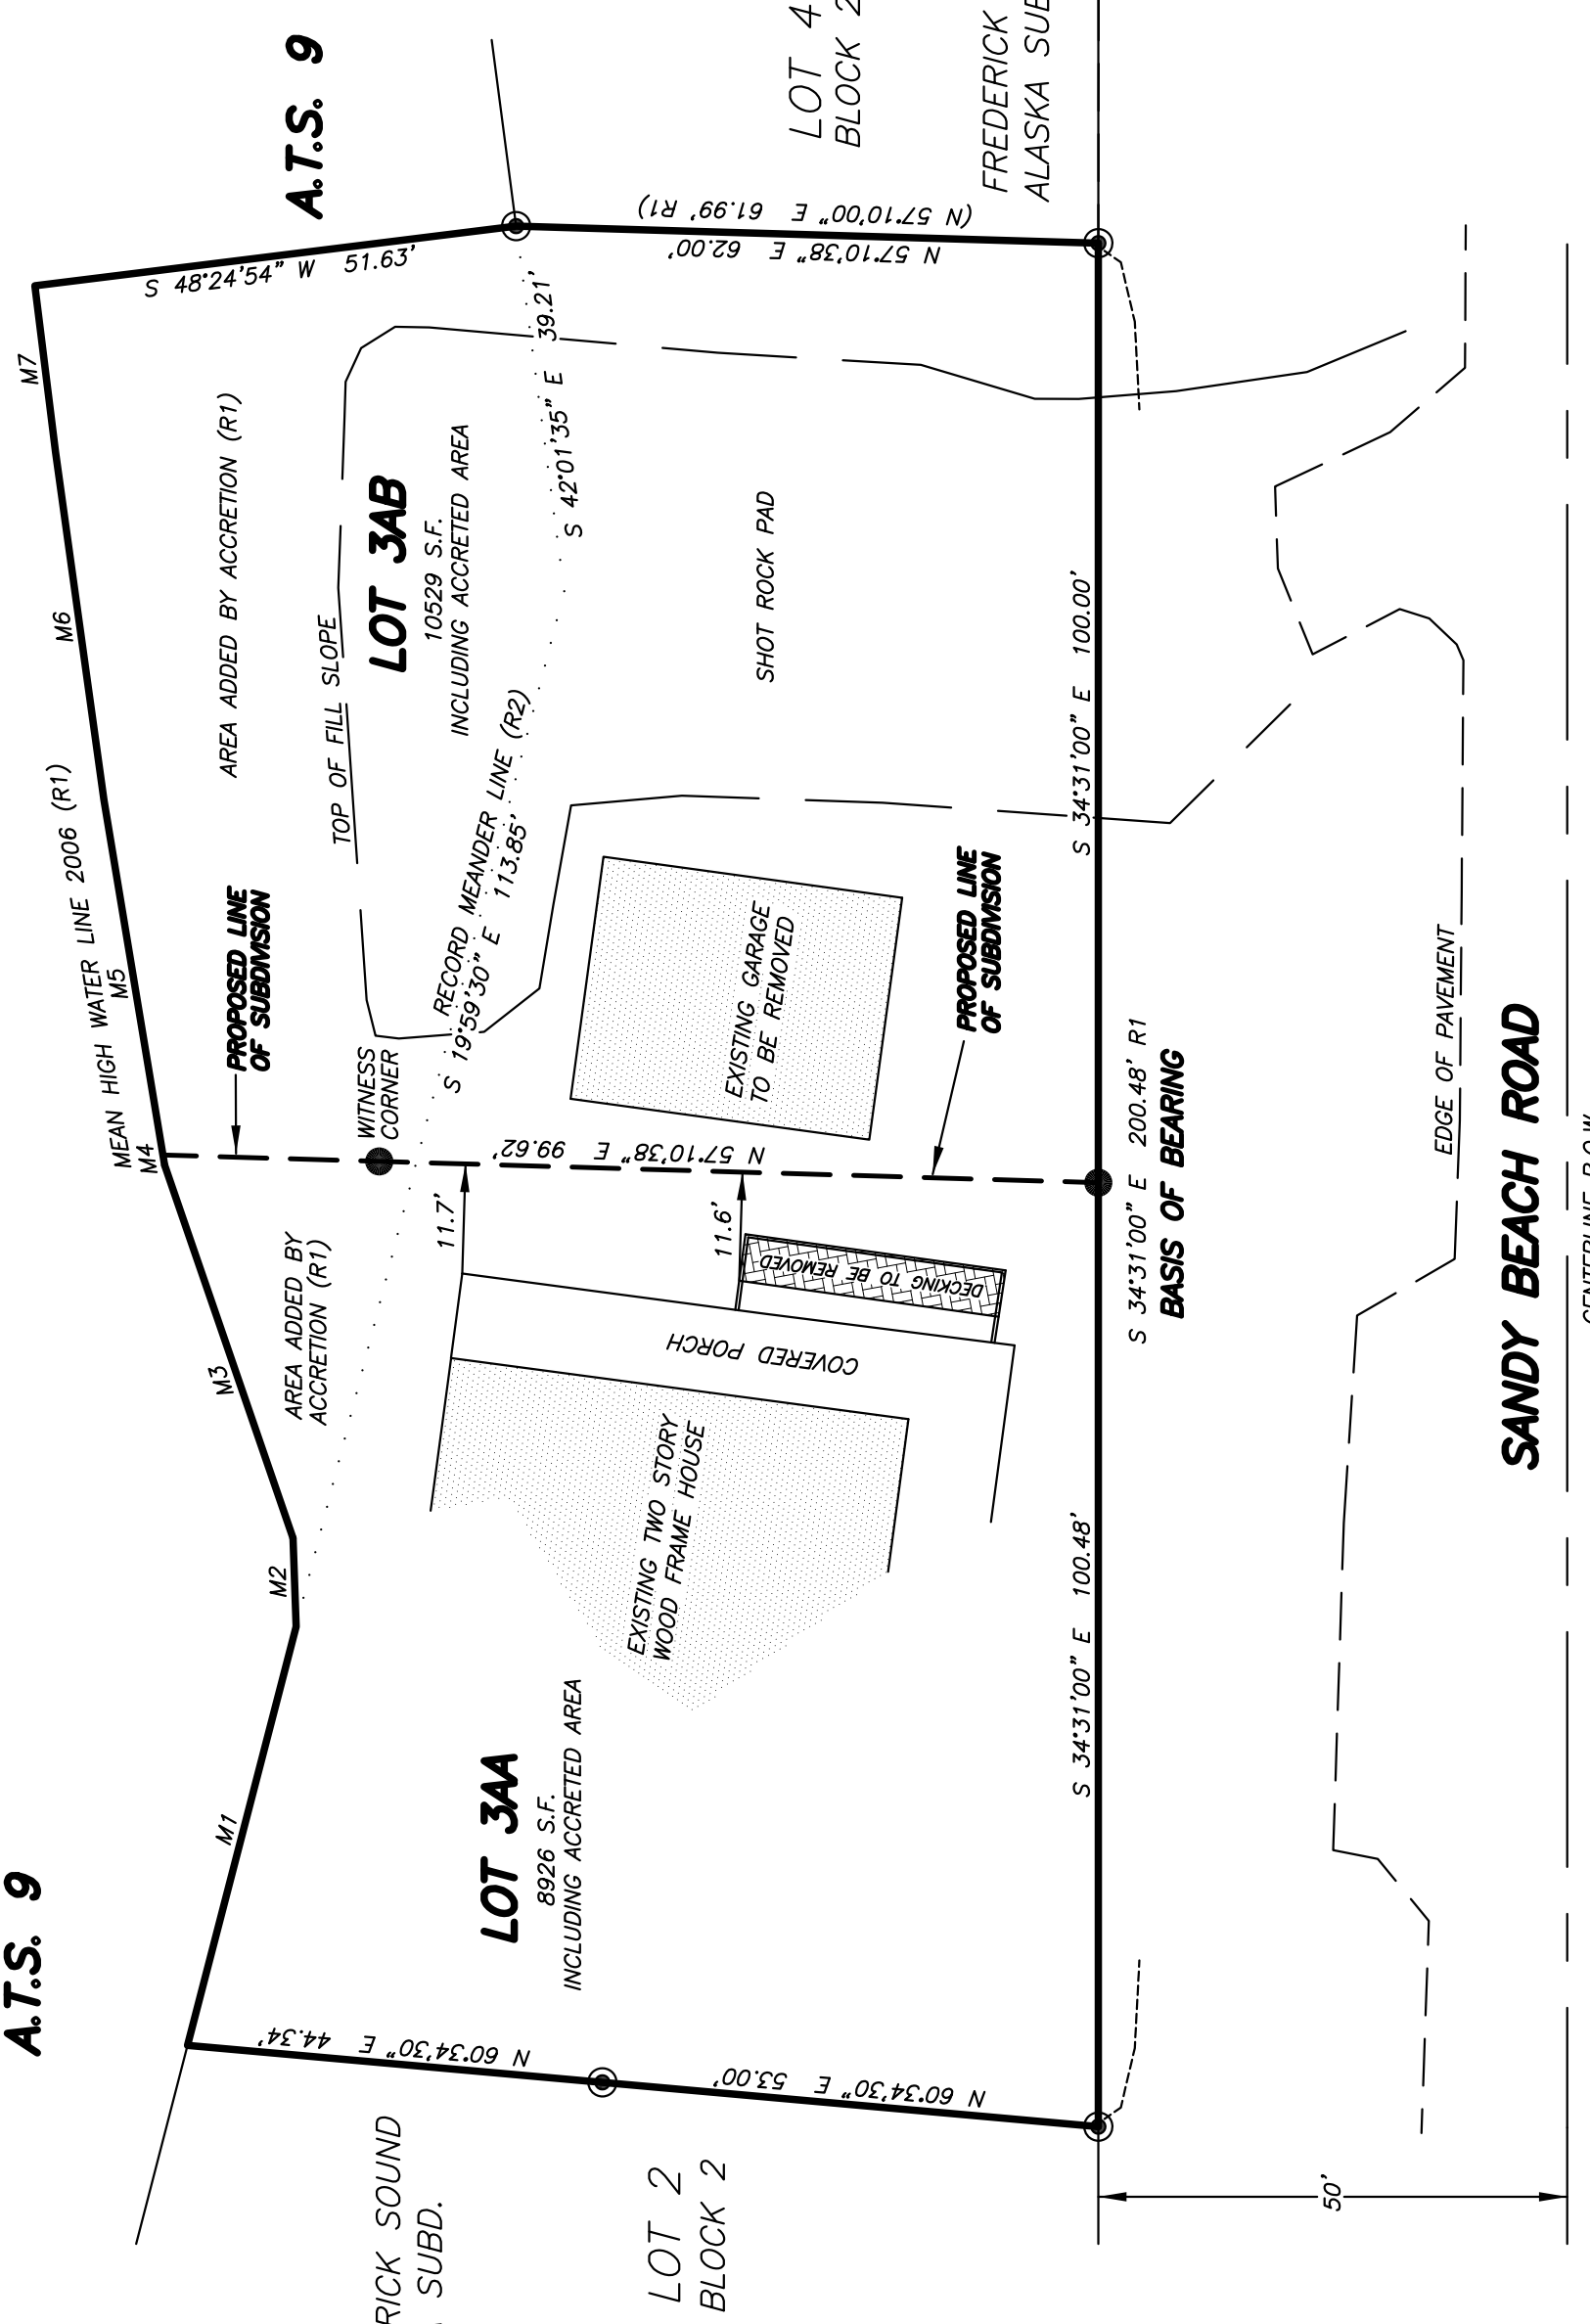 A.T.S. 9
A.T.S. 9
LOT 4
BLOCK 2
FREDERICK
ALASKA SUB
S 48°24'54" W 51.63'
(N 57°10'00" E 61.99' R1)
N 57°10'38" E 62.00'
M7
M6
M5
M4
M3
M2
M1
MEAN HIGH WATER LINE 2006 (R1)
AREA ADDED BY ACCRETION (R1)
TOP OF FILL SLOPE
LOT 3AB
10529 S.F.
INCLUDING ACCRETED AREA
S 42°01'35" E 39.21'
SHOT ROCK PAD
RECORD MEANDER LINE (R2)
S 19°59'30" E 113.85'
PROPOSED LINE
OF SUBDIVISION
WITNESS
CORNER
EXISTING GARAGE
TO BE REMOVED
PROPOSED LINE
OF SUBDIVISION
N 57°10'38" E 99.62'
11.7'
11.6'
AREA ADDED BY
ACCRETION (R1)
DECKING TO BE REMOVED
COVERED PORCH
EXISTING TWO STORY
WOOD FRAME HOUSE
LOT 3AA
8926 S.F.
INCLUDING ACCRETED AREA
N 60°34'30" E 44.34'
N 60°34'30" E 53.00'
S 34°31'00" E 100.48'
S 34°31'00" E 100.00'
S 34°31'00" E 200.48' R1
BASIS OF BEARING
EDGE OF PAVEMENT
SANDY BEACH ROAD
CENTERLINE R.O.W.
50'
RICK SOUND
SUBD.
LOT 2
BLOCK 2